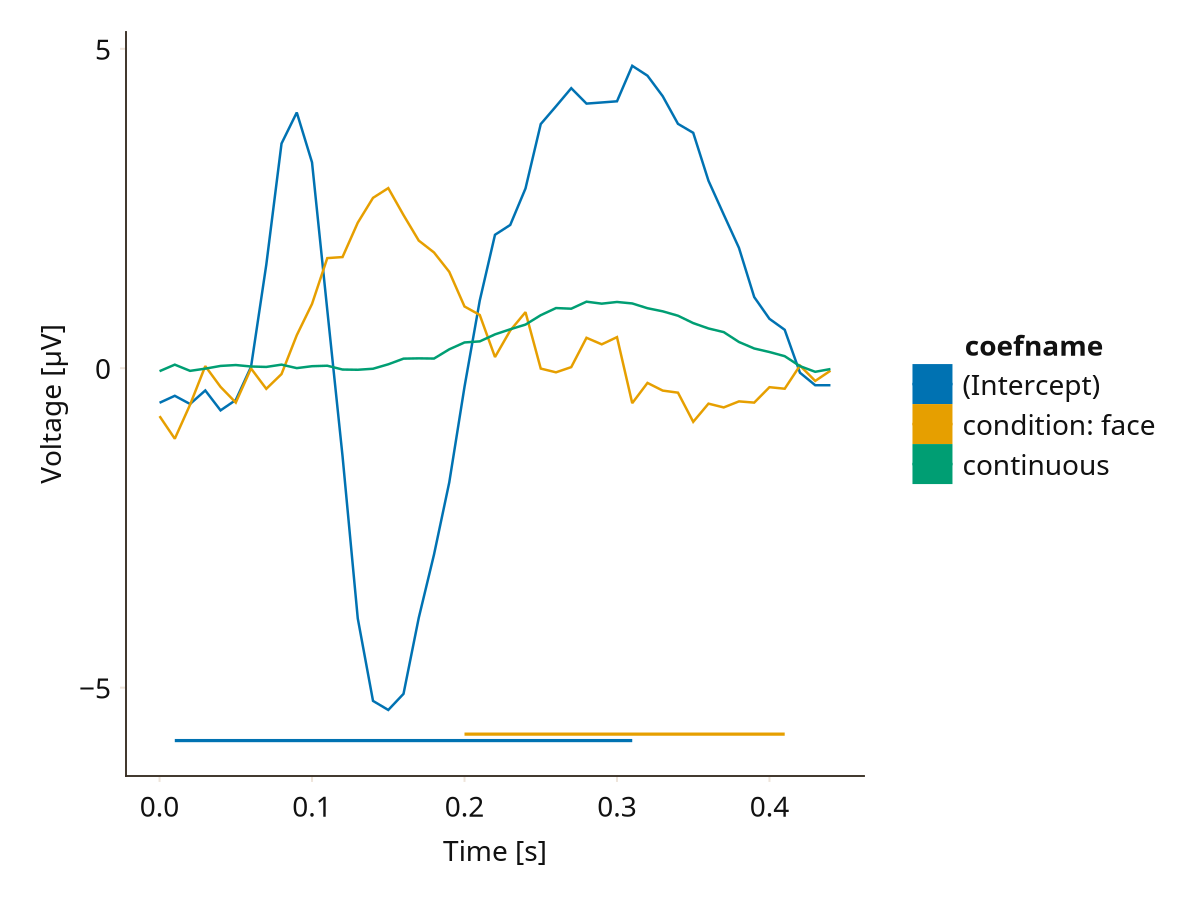 5
0
−5
Voltage [µV]
0.0 0.1 0.2 0.3 0.4
Time [s]
coefname
(Intercept)
condition: face
continuous